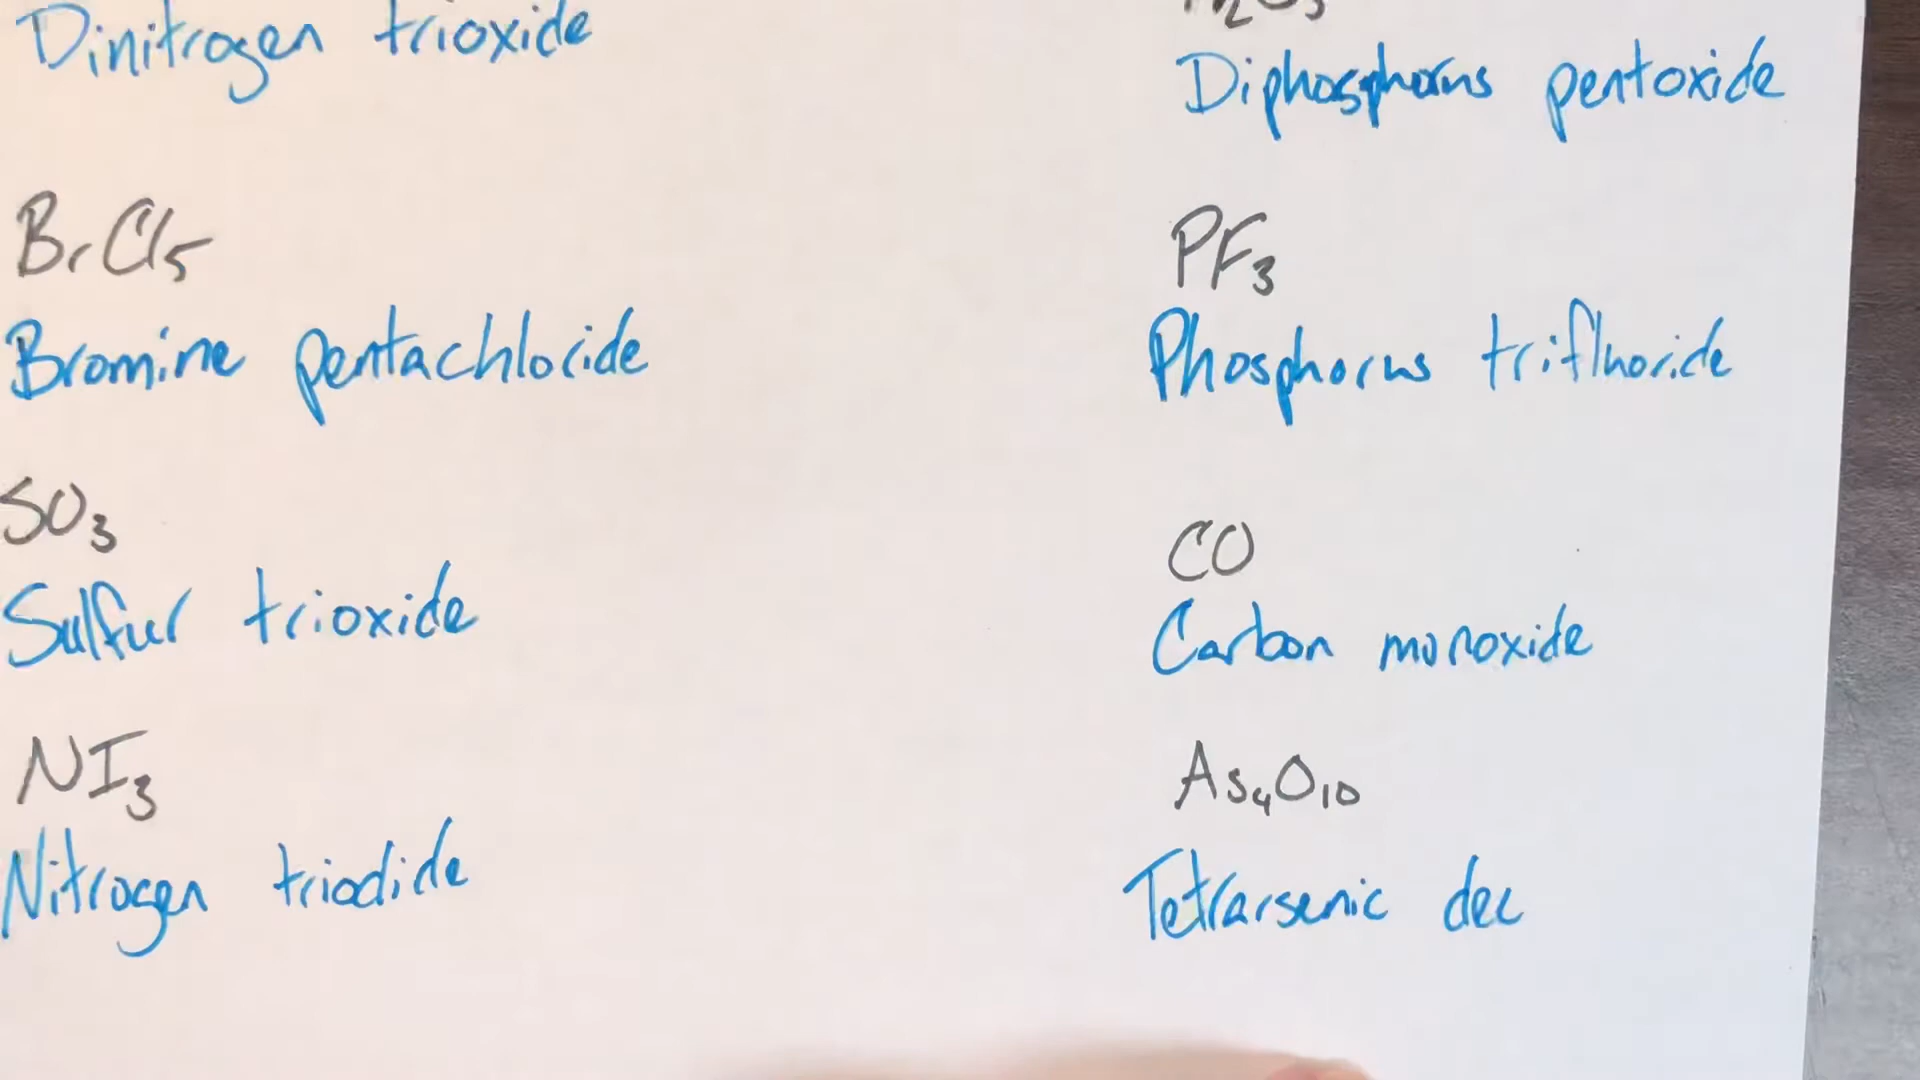 Dinitrogen trioxide
BrCl5
Bromine pentachloride
SO3
Sulfur trioxide
NI3
Nitrogen triodide
Diphosphorus pentoxide
PF3
Phosphorus trifluoride
CO
Carbon monoxide
As4O10
Tetrarsenic dec